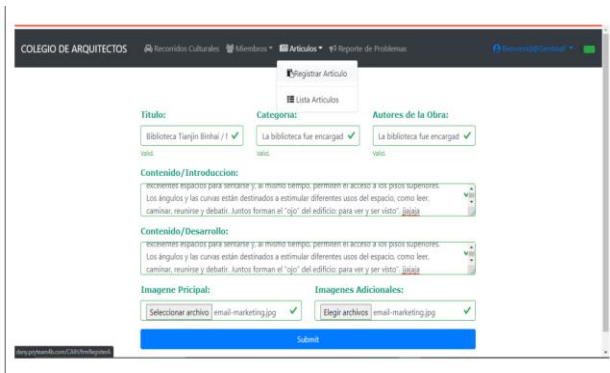 COLEGIO DE ARQUITECTOS Recorridos Culturales Miembros Articulos Reporte de Problemas
Registrar Articulo
Lista Articulos
Titulo: Categoria: Autores de la Obra:
Biblioteca Tianjin Binhai / La biblioteca fue encargad La biblioteca fue encargad
Valid. Valid. Valid.
Contenido/Introduccion:
excelentes espacios para sentarse y, al mismo tiempo, permiten el acceso a los pisos superiores.
Los ángulos y las curvas están destinados a estimular diferentes usos del espacio, como leer,
caminar, reunirse y debatir. Juntos forman el "ojo" del edificio: para ver y ser visto". jjajaja
Contenido/Desarrollo:
excelentes espacios para sentarse y, al mismo tiempo, permiten el acceso a los pisos superiores.
Los ángulos y las curvas están destinados a estimular diferentes usos del espacio, como leer,
caminar, reunirse y debatir. Juntos forman el "ojo" del edificio: para ver y ser visto".
Imagene Pricipal: Imagenes Adicionales:
Seleccionar archivo email-marketing.jpg Elegir archivos email-marketing.jpg
Submit